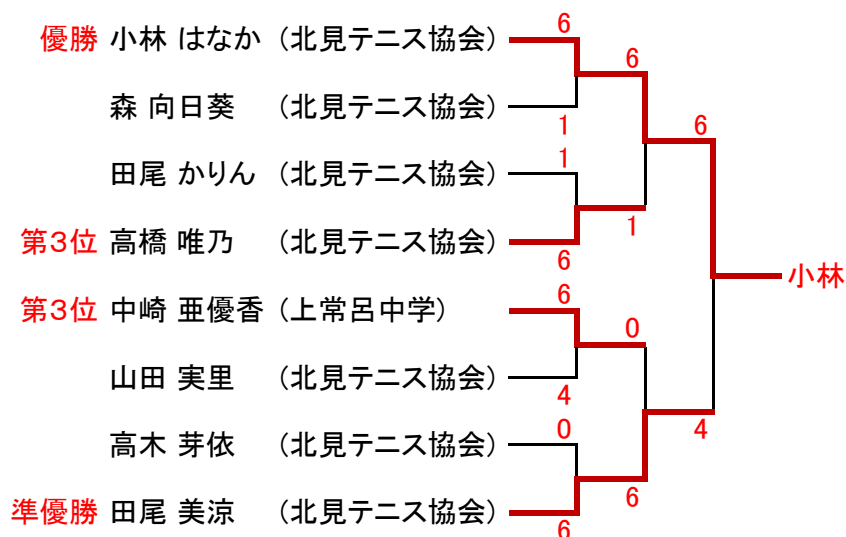 6
優勝 小林 はなか (北見テニス協会)
6
森 向日葵 (北見テニス協会)
1
6
1
田尾 かりん (北見テニス協会)
第3位 高橋 唯乃 (北見テニス協会)
1
6
小林
6
第3位 中崎 亜優香 (上常呂中学)
0
山田 実里 (北見テニス協会)
4
0
4
高木 芽依 (北見テニス協会)
6
準優勝 田尾 美涼 (北見テニス協会)
6